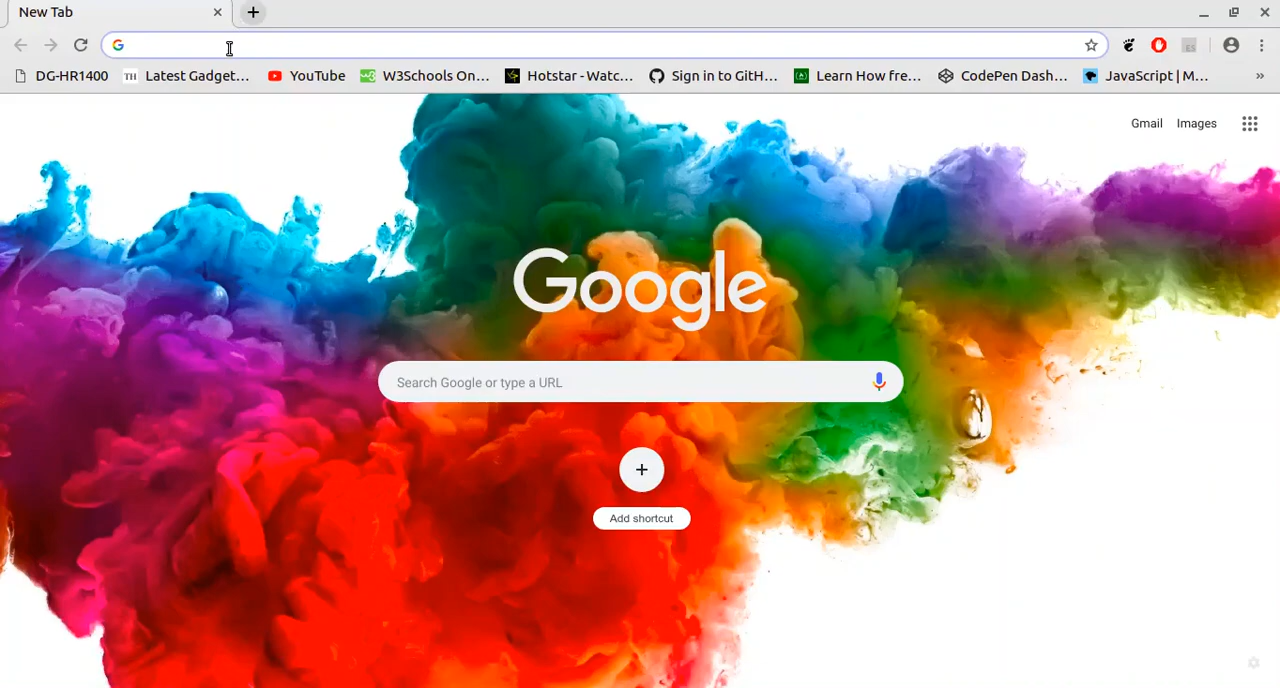 New Tab
DG-HR1400
TH Latest Gadget...
YouTube
W3Schools On...
Hotstar - Watc...
Sign in to GitH...
Learn How fre...
CodePen Dash...
JavaScript | M...
»
Gmail Images
Google
Search Google or type a URL
Add shortcut